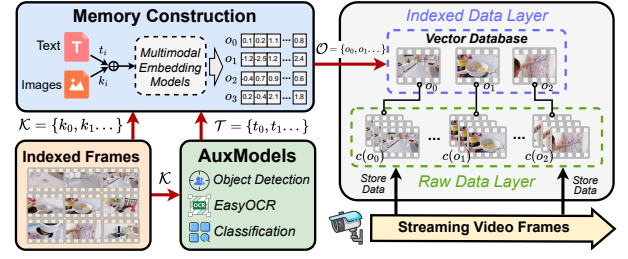 Memory Construction
Text
T
t_i
Images
k_i
Multimodal
Embedding
Models
o_0 0.1 0.2 1.1 ··· 0.8
o_1 -1.2 -2.5 1.2 ··· 2.4
o_2 -0.4 0.7 0.9 ··· 0.6
o_3 0.2 -0.4 2.1 ··· 1.8
𝒪 = {o_0, o_1 ...}
𝒦 = {k_0, k_1 ...}
𝒯 = {t_0, t_1 ...}
Indexed Frames
𝒦
AuxModels
Object Detection
OCR
EasyOCR
Classification
Indexed Data Layer
Vector Database
o_0
o_1
o_2
...
...
c(o_0)
c(o_1)
c(o_2)
Raw Data Layer
Store
Data
Store
Data
Streaming Video Frames